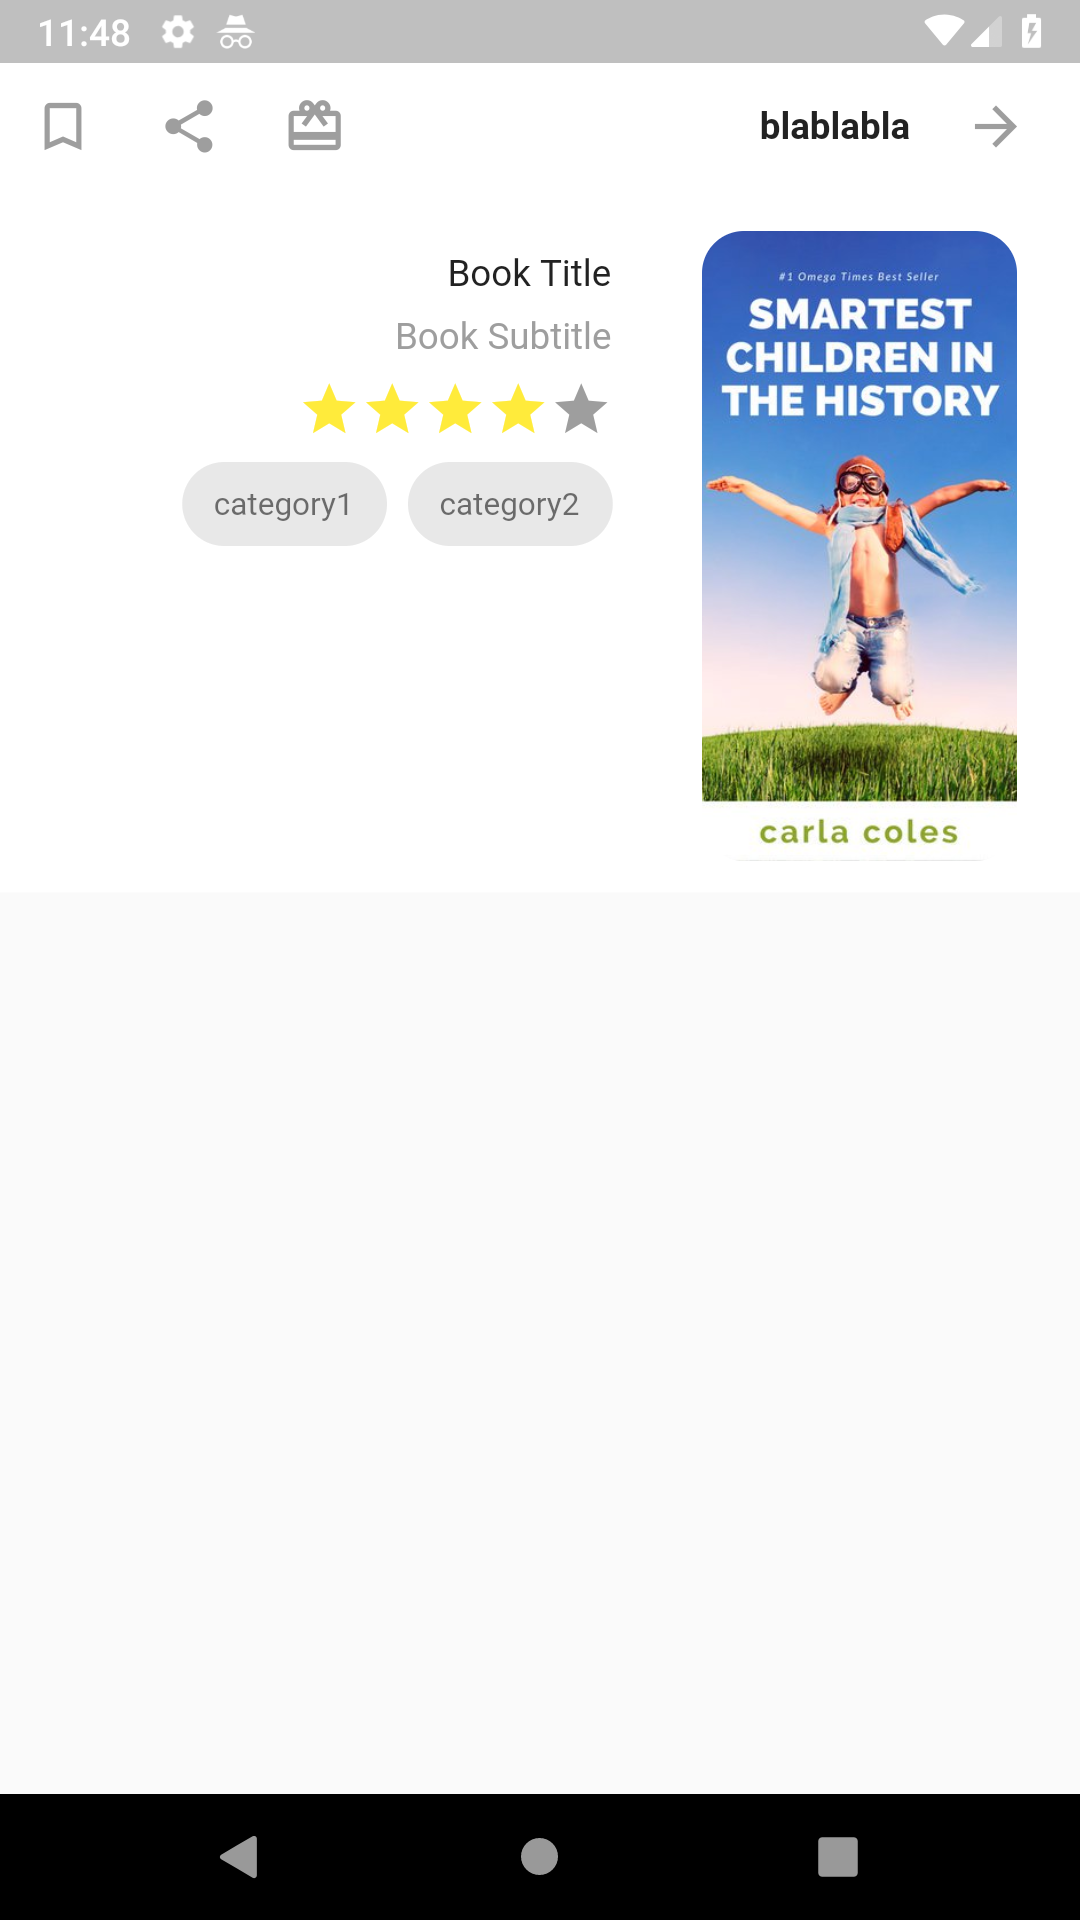 11:48
blablabla
Book Title
Book Subtitle
category1 category2
#1 Omega Times Best Seller
SMARTEST
CHILDREN IN
THE HISTORY
carla coles